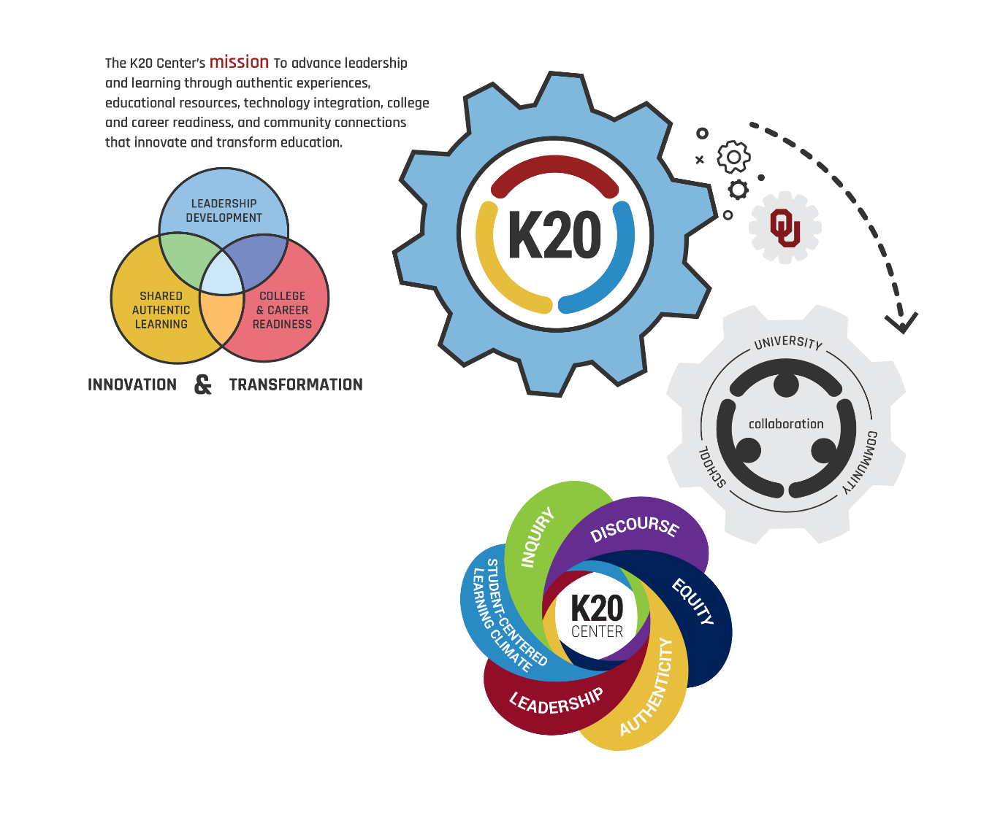 The K20 Center's mission To advance leadership
and learning through authentic experiences,
educational resources, technology integration, college
and career readiness, and community connections
that innovate and transform education.
LEADERSHIP
DEVELOPMENT
SHARED
AUTHENTIC
LEARNING
COLLEGE
& CAREER
READINESS
INNOVATION & TRANSFORMATION
K20
OU
UNIVERSITY
collaboration
SCHOOL
COMMUNITY
INQUIRY
DISCOURSE
EQUITY
AUTHENTICITY
LEADERSHIP
STUDENT-CENTERED
LEARNING CLIMATE
K20
CENTER